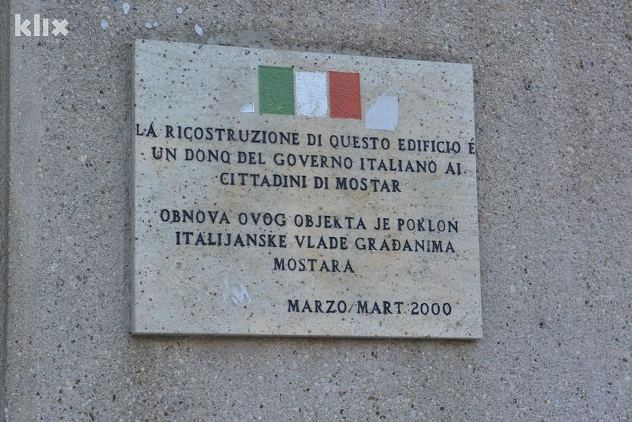 klix
LA RICOSTRUZIONE DI QUESTO EDIFICIO E
UN DONO DEL GOVERNO ITALIANO AI
CITTADINI DI MOSTAR
OBNOVA OVOG OBJEKTA JE POKLON
ITALIJANSKE VLADE GRAĐANIMA
MOSTARA
MARZO/MART 2000